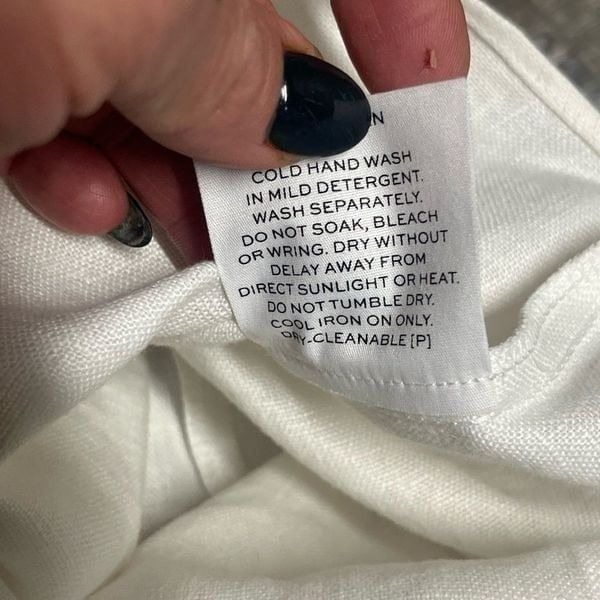 COLD HAND WASH
IN MILD DETERGENT.
WASH SEPARATELY.
DO NOT SOAK, BLEACH
OR WRING. DRY WITHOUT
DELAY AWAY FROM
DIRECT SUNLIGHT OR HEAT.
DO NOT TUMBLE DRY.
COOL IRON ON ONLY.
DRY-CLEANABLE [P]